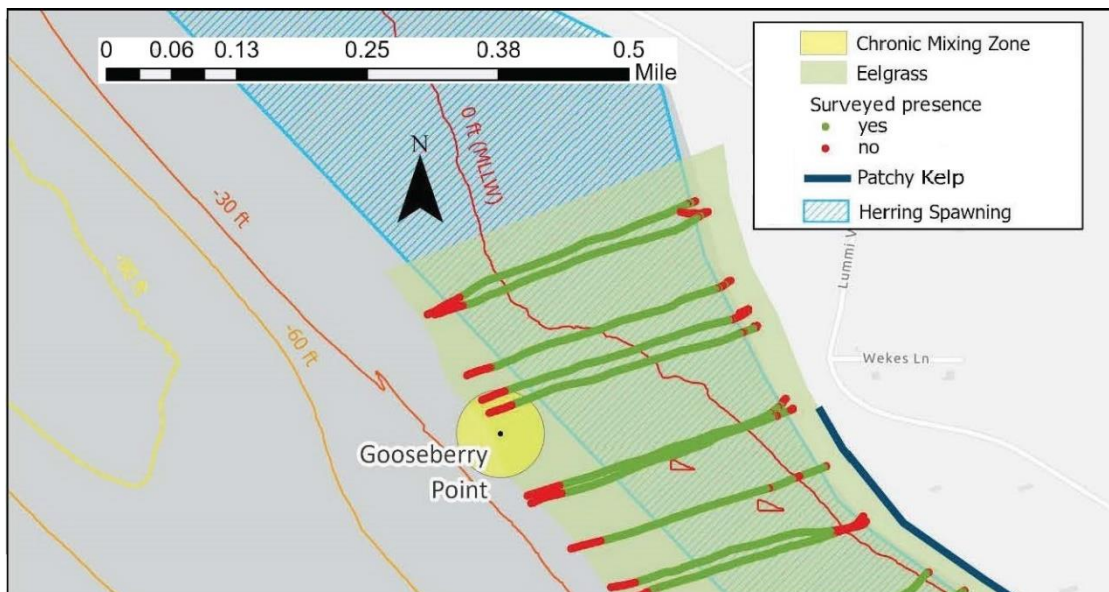 0 0.06 0.13 0.25 0.38 0.5
Mile
Chronic Mixing Zone
Eelgrass
Surveyed presence
yes
no
Patchy Kelp
Herring Spawning
N
0 ft (MLLW)
-30 ft
-60 ft
Lummi V
Wekes Ln
Gooseberry
Point